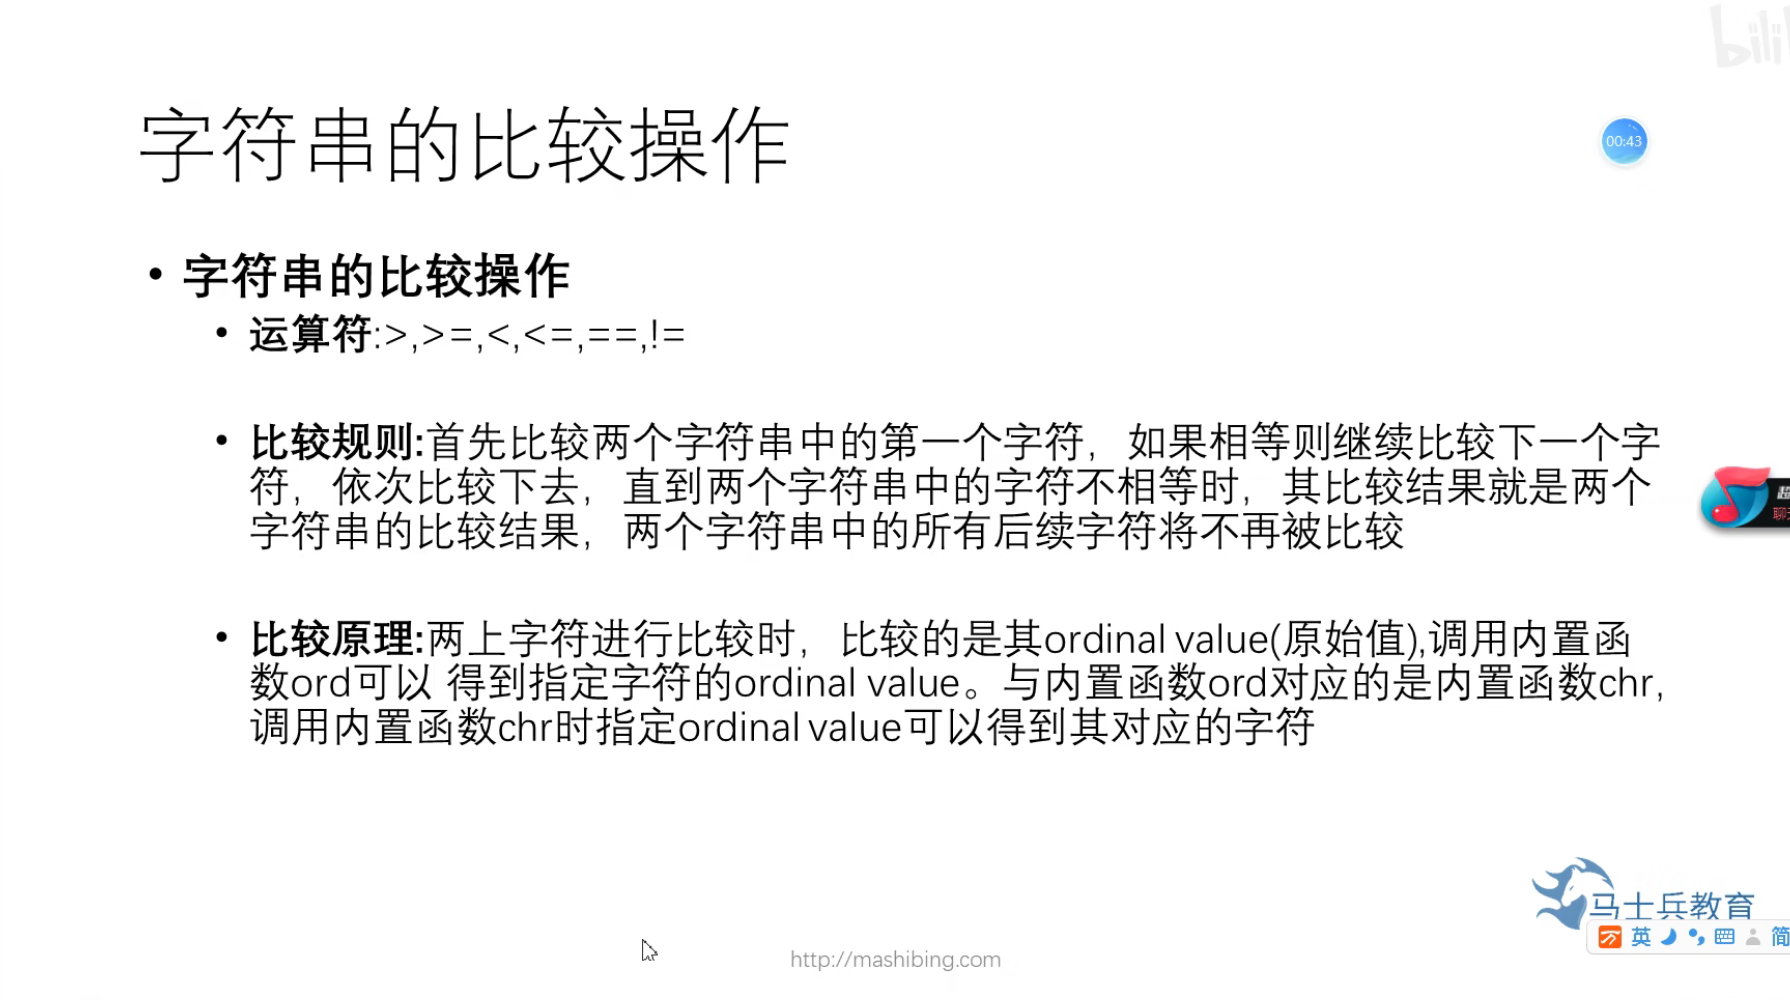 bili
字符串的比较操作
00:43
• 字符串的比较操作
• 运算符:>,>=,<,<=,==,!=
• 比较规则:首先比较两个字符串中的第一个字符，如果相等则继续比较下一个字
符，依次比较下去，直到两个字符串中的字符不相等时，其比较结果就是两个
字符串的比较结果，两个字符串中的所有后续字符将不再被比较
• 比较原理:两上字符进行比较时，比较的是其ordinal value(原始值),调用内置函
数ord可以 得到指定字符的ordinal value。与内置函数ord对应的是内置函数chr,
调用内置函数chr时指定ordinal value可以得到其对应的字符
马士兵教育
英 简
http://mashibing.com